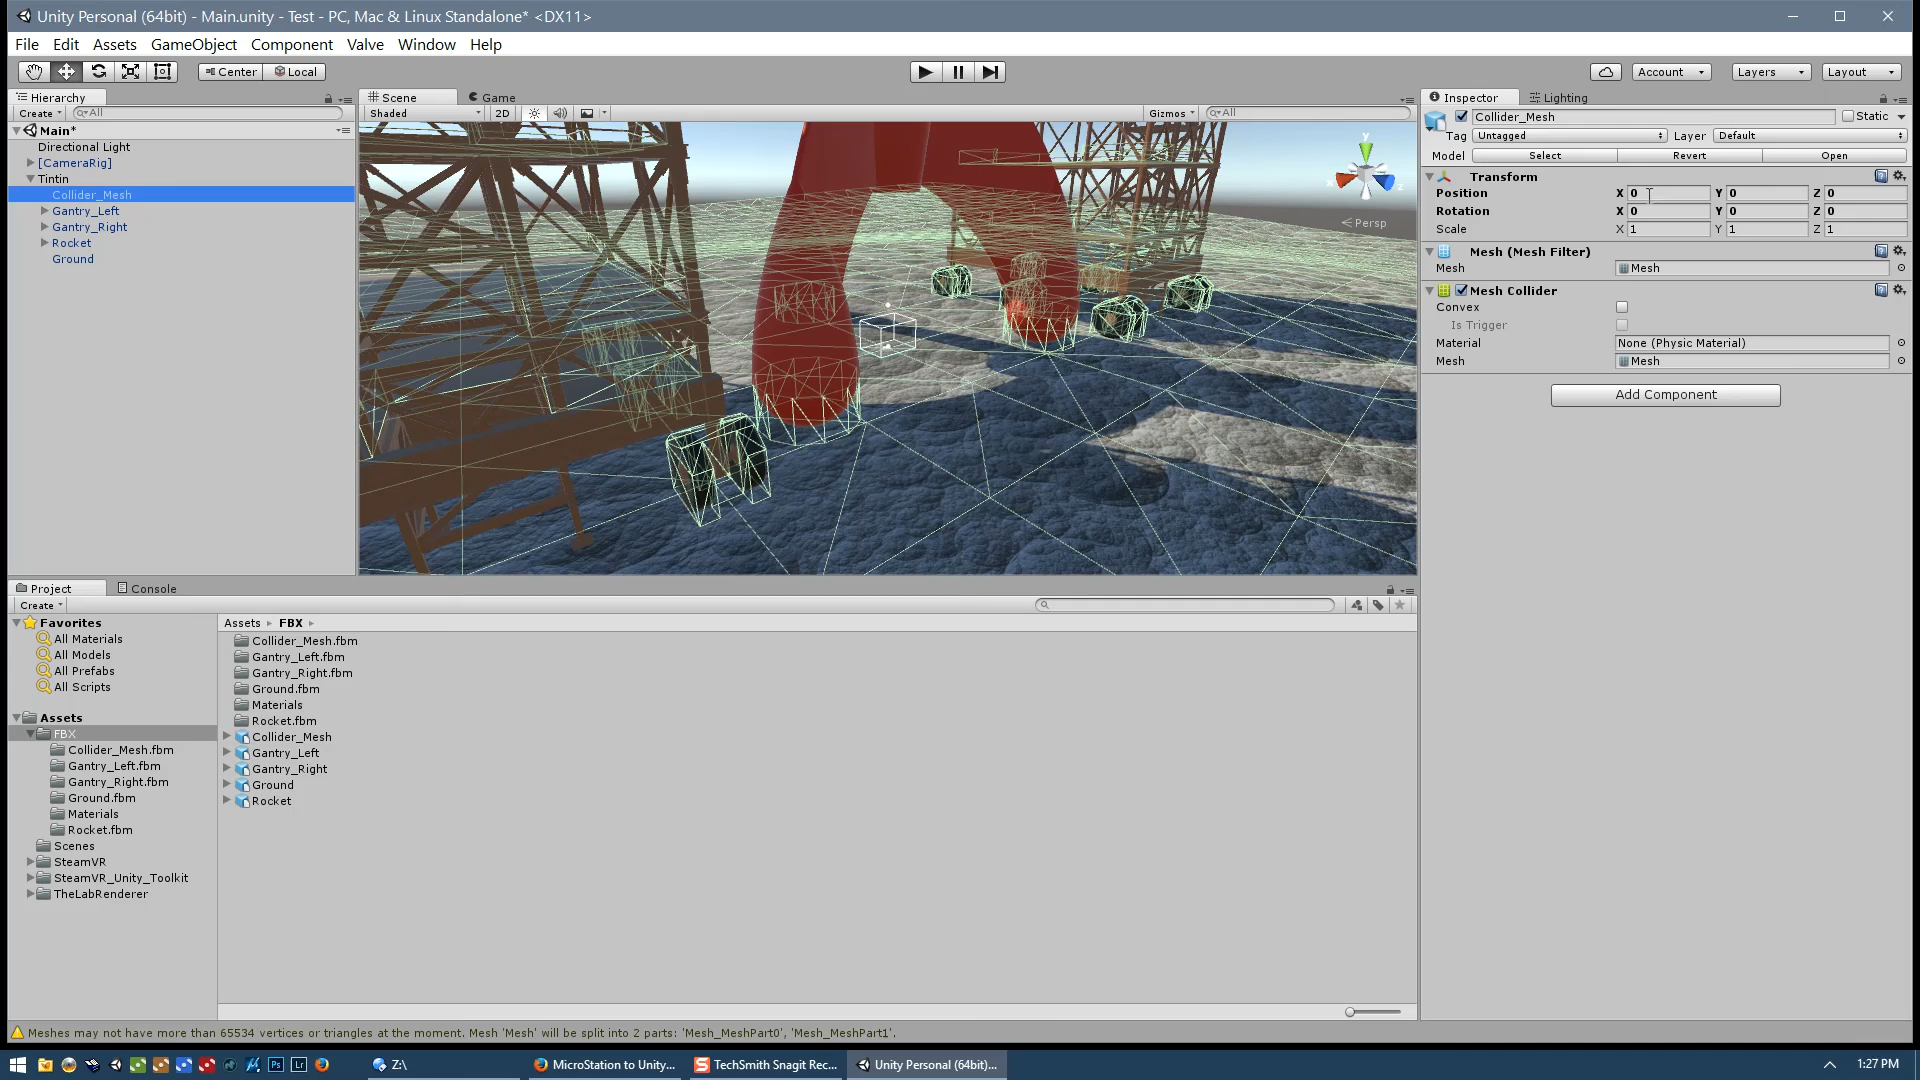 Unity Personal (64bit) - Main.unity - Test - PC, Mac & Linux Standalone* <DX11>
File Edit Assets GameObject Component Valve Window Help
Center Local
Account Layers Layout
Hierarchy
Create All
Main*
Directional Light
[CameraRig]
Tintin
Collider_Mesh
Gantry_Left
Gantry_Right
Rocket
Ground
Scene Game
Shaded 2D Gizmos All
y
x
z
Persp
Inspector Lighting
Collider_Mesh Static
Tag Untagged Layer Default
Model Select Revert Open
Transform
Position X 0 Y 0 Z 0
Rotation X 0 Y 0 Z 0
Scale X 1 Y 1 Z 1
Mesh (Mesh Filter)
Mesh Mesh
Mesh Collider
Convex
Is Trigger
Material None (Physic Material)
Mesh Mesh
Add Component
Project Console
Create
Favorites
All Materials
All Models
All Prefabs
All Scripts
Assets
FBX
Collider_Mesh.fbm
Gantry_Left.fbm
Gantry_Right.fbm
Ground.fbm
Materials
Rocket.fbm
Scenes
SteamVR
SteamVR_Unity_Toolkit
TheLabRenderer
Assets FBX
Collider_Mesh.fbm
Gantry_Left.fbm
Gantry_Right.fbm
Ground.fbm
Materials
Rocket.fbm
Collider_Mesh
Gantry_Left
Gantry_Right
Ground
Rocket
Meshes may not have more than 65534 vertices or triangles at the moment. Mesh 'Mesh' will be split into 2 parts: 'Mesh_MeshPart0', 'Mesh_MeshPart1'.
Ps Lr Z:\ MicroStation to Unity... S TechSmith Snagit Rec... Unity Personal (64bit)... 1:27 PM